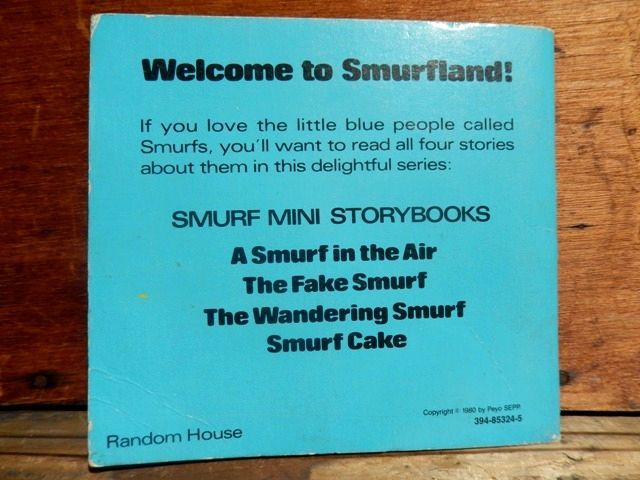 Welcome to Smurfland!
If you love the little blue people called
Smurfs, you'll want to read all four stories
about them in this delightful series:
SMURF MINI STORYBOOKS
A Smurf in the Air
The Fake Smurf
The Wandering Smurf
Smurf Cake
Copyright © 1980 by Peyo SEPP.
394-85324-5
Random House